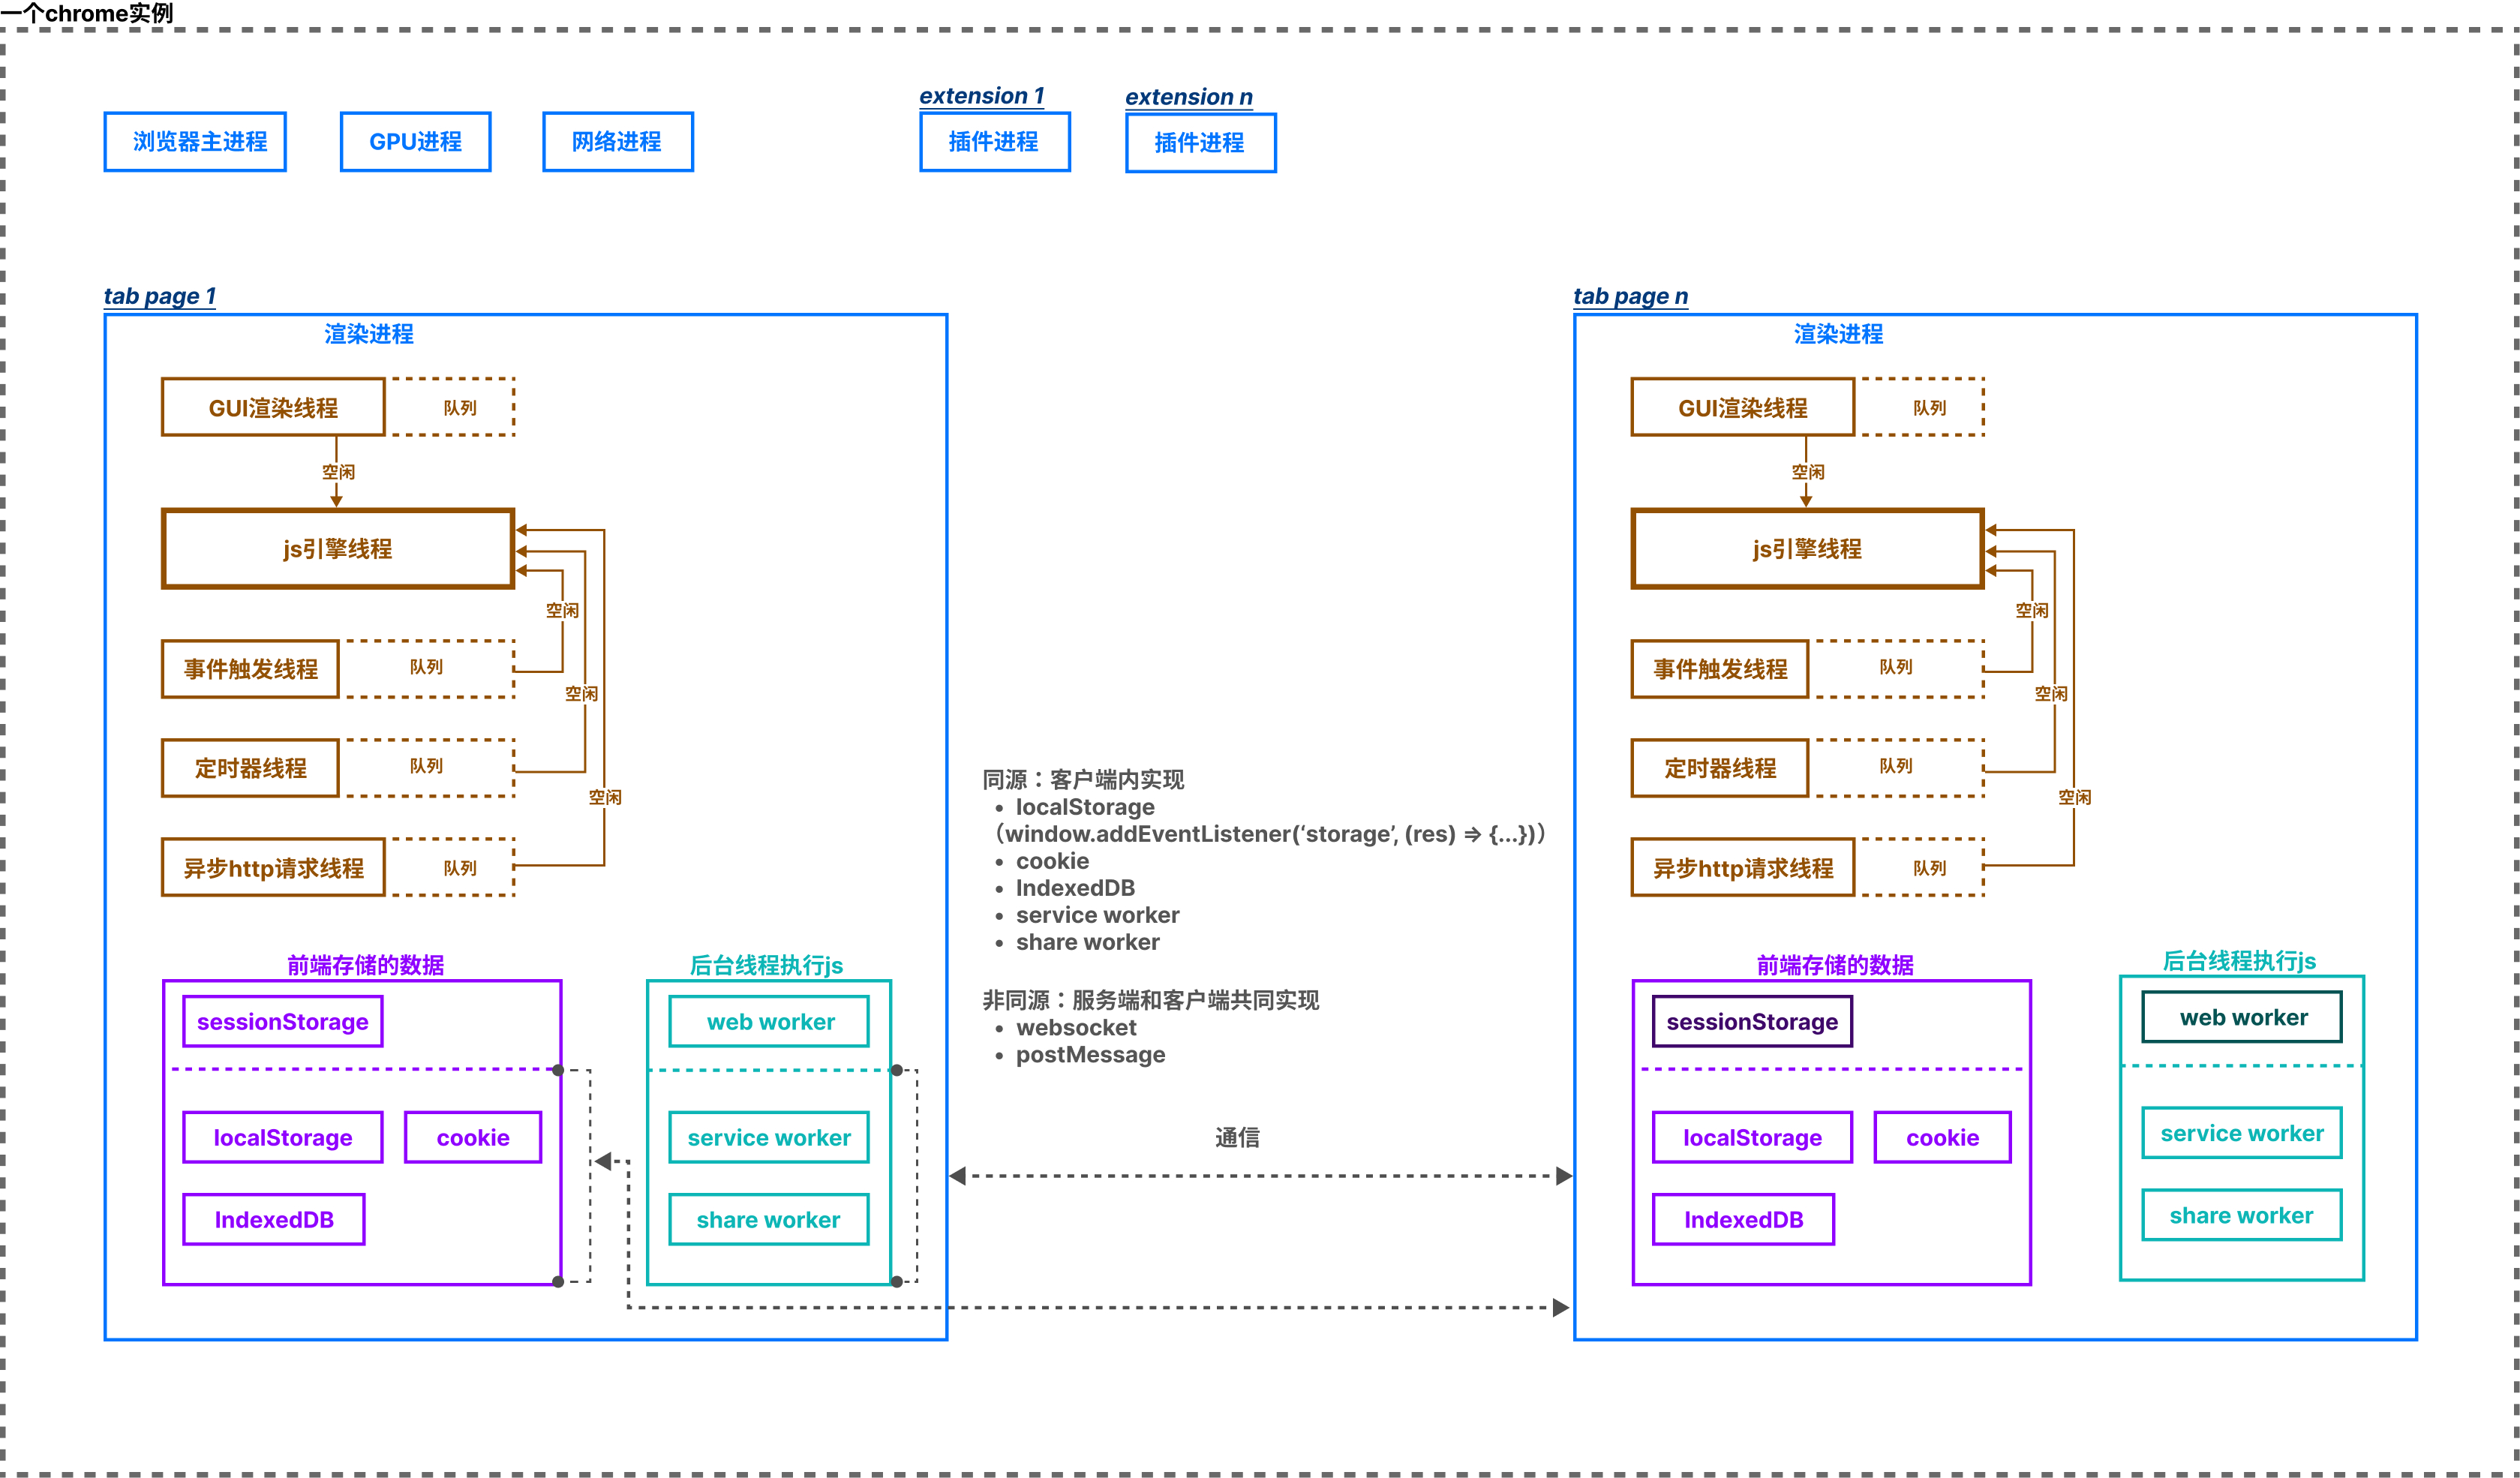 一个chrome实例
浏览器主进程
GPU进程
网络进程
extension 1
插件进程
extension n
插件进程
tab page 1
渲染进程
GUI渲染线程
队列
空闲
js引擎线程
空闲
事件触发线程
队列
空闲
定时器线程
队列
空闲
异步http请求线程
队列
前端存储的数据
sessionStorage
localStorage
cookie
IndexedDB
后台线程执行js
web worker
service worker
share worker
同源：客户端内实现
• localStorage
（window.addEventListener(‘storage’, (res) => {...})）
• cookie
• IndexedDB
• service worker
• share worker
非同源：服务端和客户端共同实现
• websocket
• postMessage
通信
tab page n
渲染进程
GUI渲染线程
队列
空闲
js引擎线程
空闲
事件触发线程
队列
空闲
定时器线程
队列
空闲
异步http请求线程
队列
前端存储的数据
sessionStorage
localStorage
cookie
IndexedDB
后台线程执行js
web worker
service worker
share worker